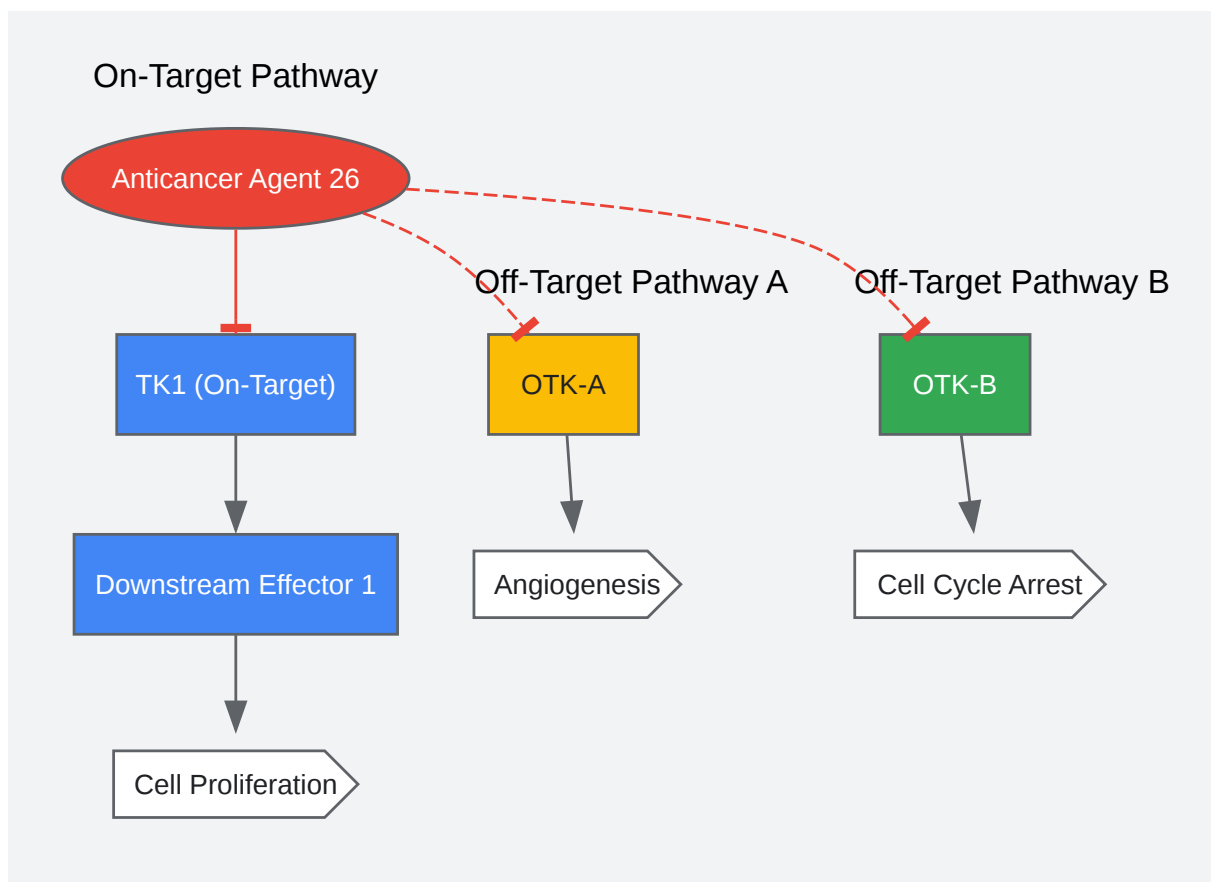 On-Target Pathway
Anticancer Agent 26
Off-Target Pathway A
Off-Target Pathway B
TK1 (On-Target)
OTK-A
OTK-B
Downstream Effector 1
Angiogenesis
Cell Cycle Arrest
Cell Proliferation